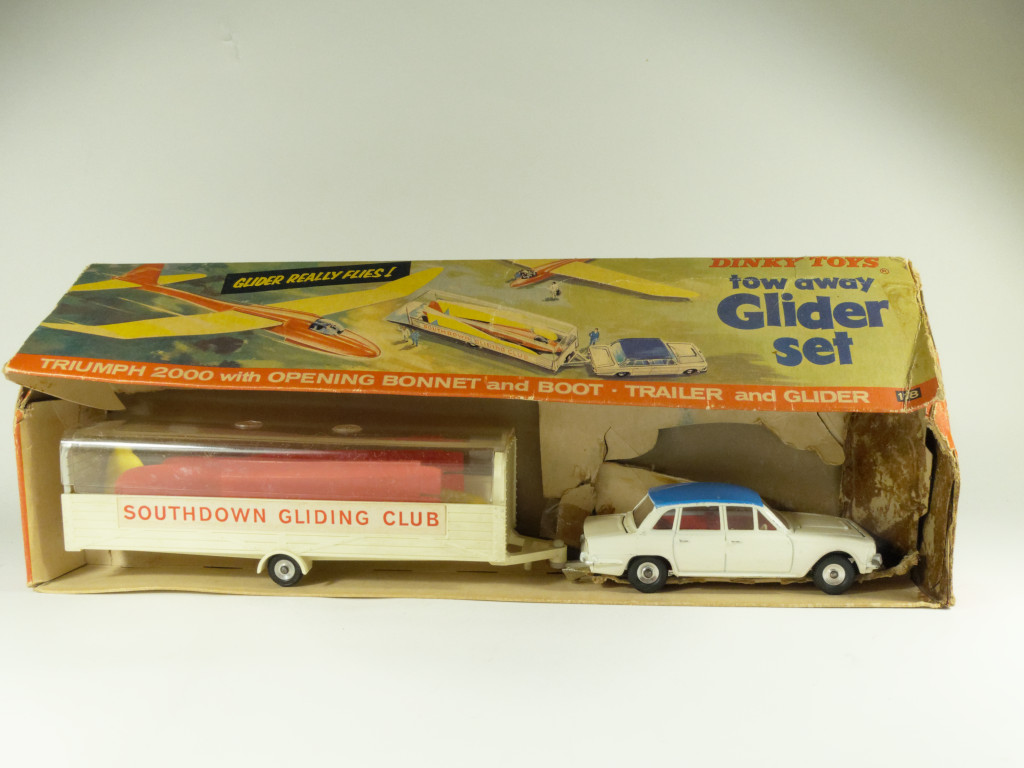 DINKY TOYS®
GLIDER REALLY FLIES!
tow away
Glider
set
TRIUMPH 2000 with OPENING BONNET and BOOT · TRAILER and GLIDER
SOUTHDOWN GLIDING CLUB